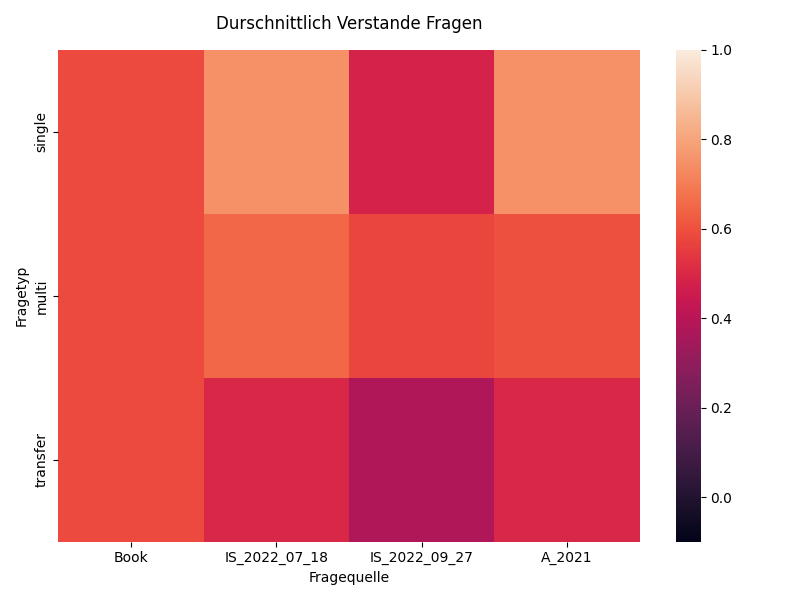 Durschnittlich Verstande Fragen
Fragetyp
single
multi
transfer
Book IS_2022_07_18 IS_2022_09_27 A_2021
Fragequelle
1.0
0.8
0.6
0.4
0.2
0.0